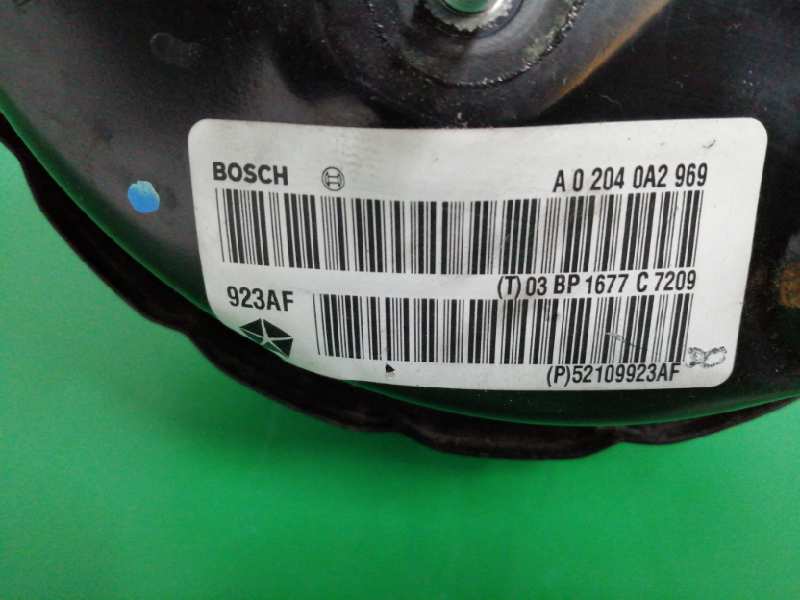 BOSCH A 0 204 0A2 969
(T) 03 BP 1677 C 7209
923AF
(P)52109923AF